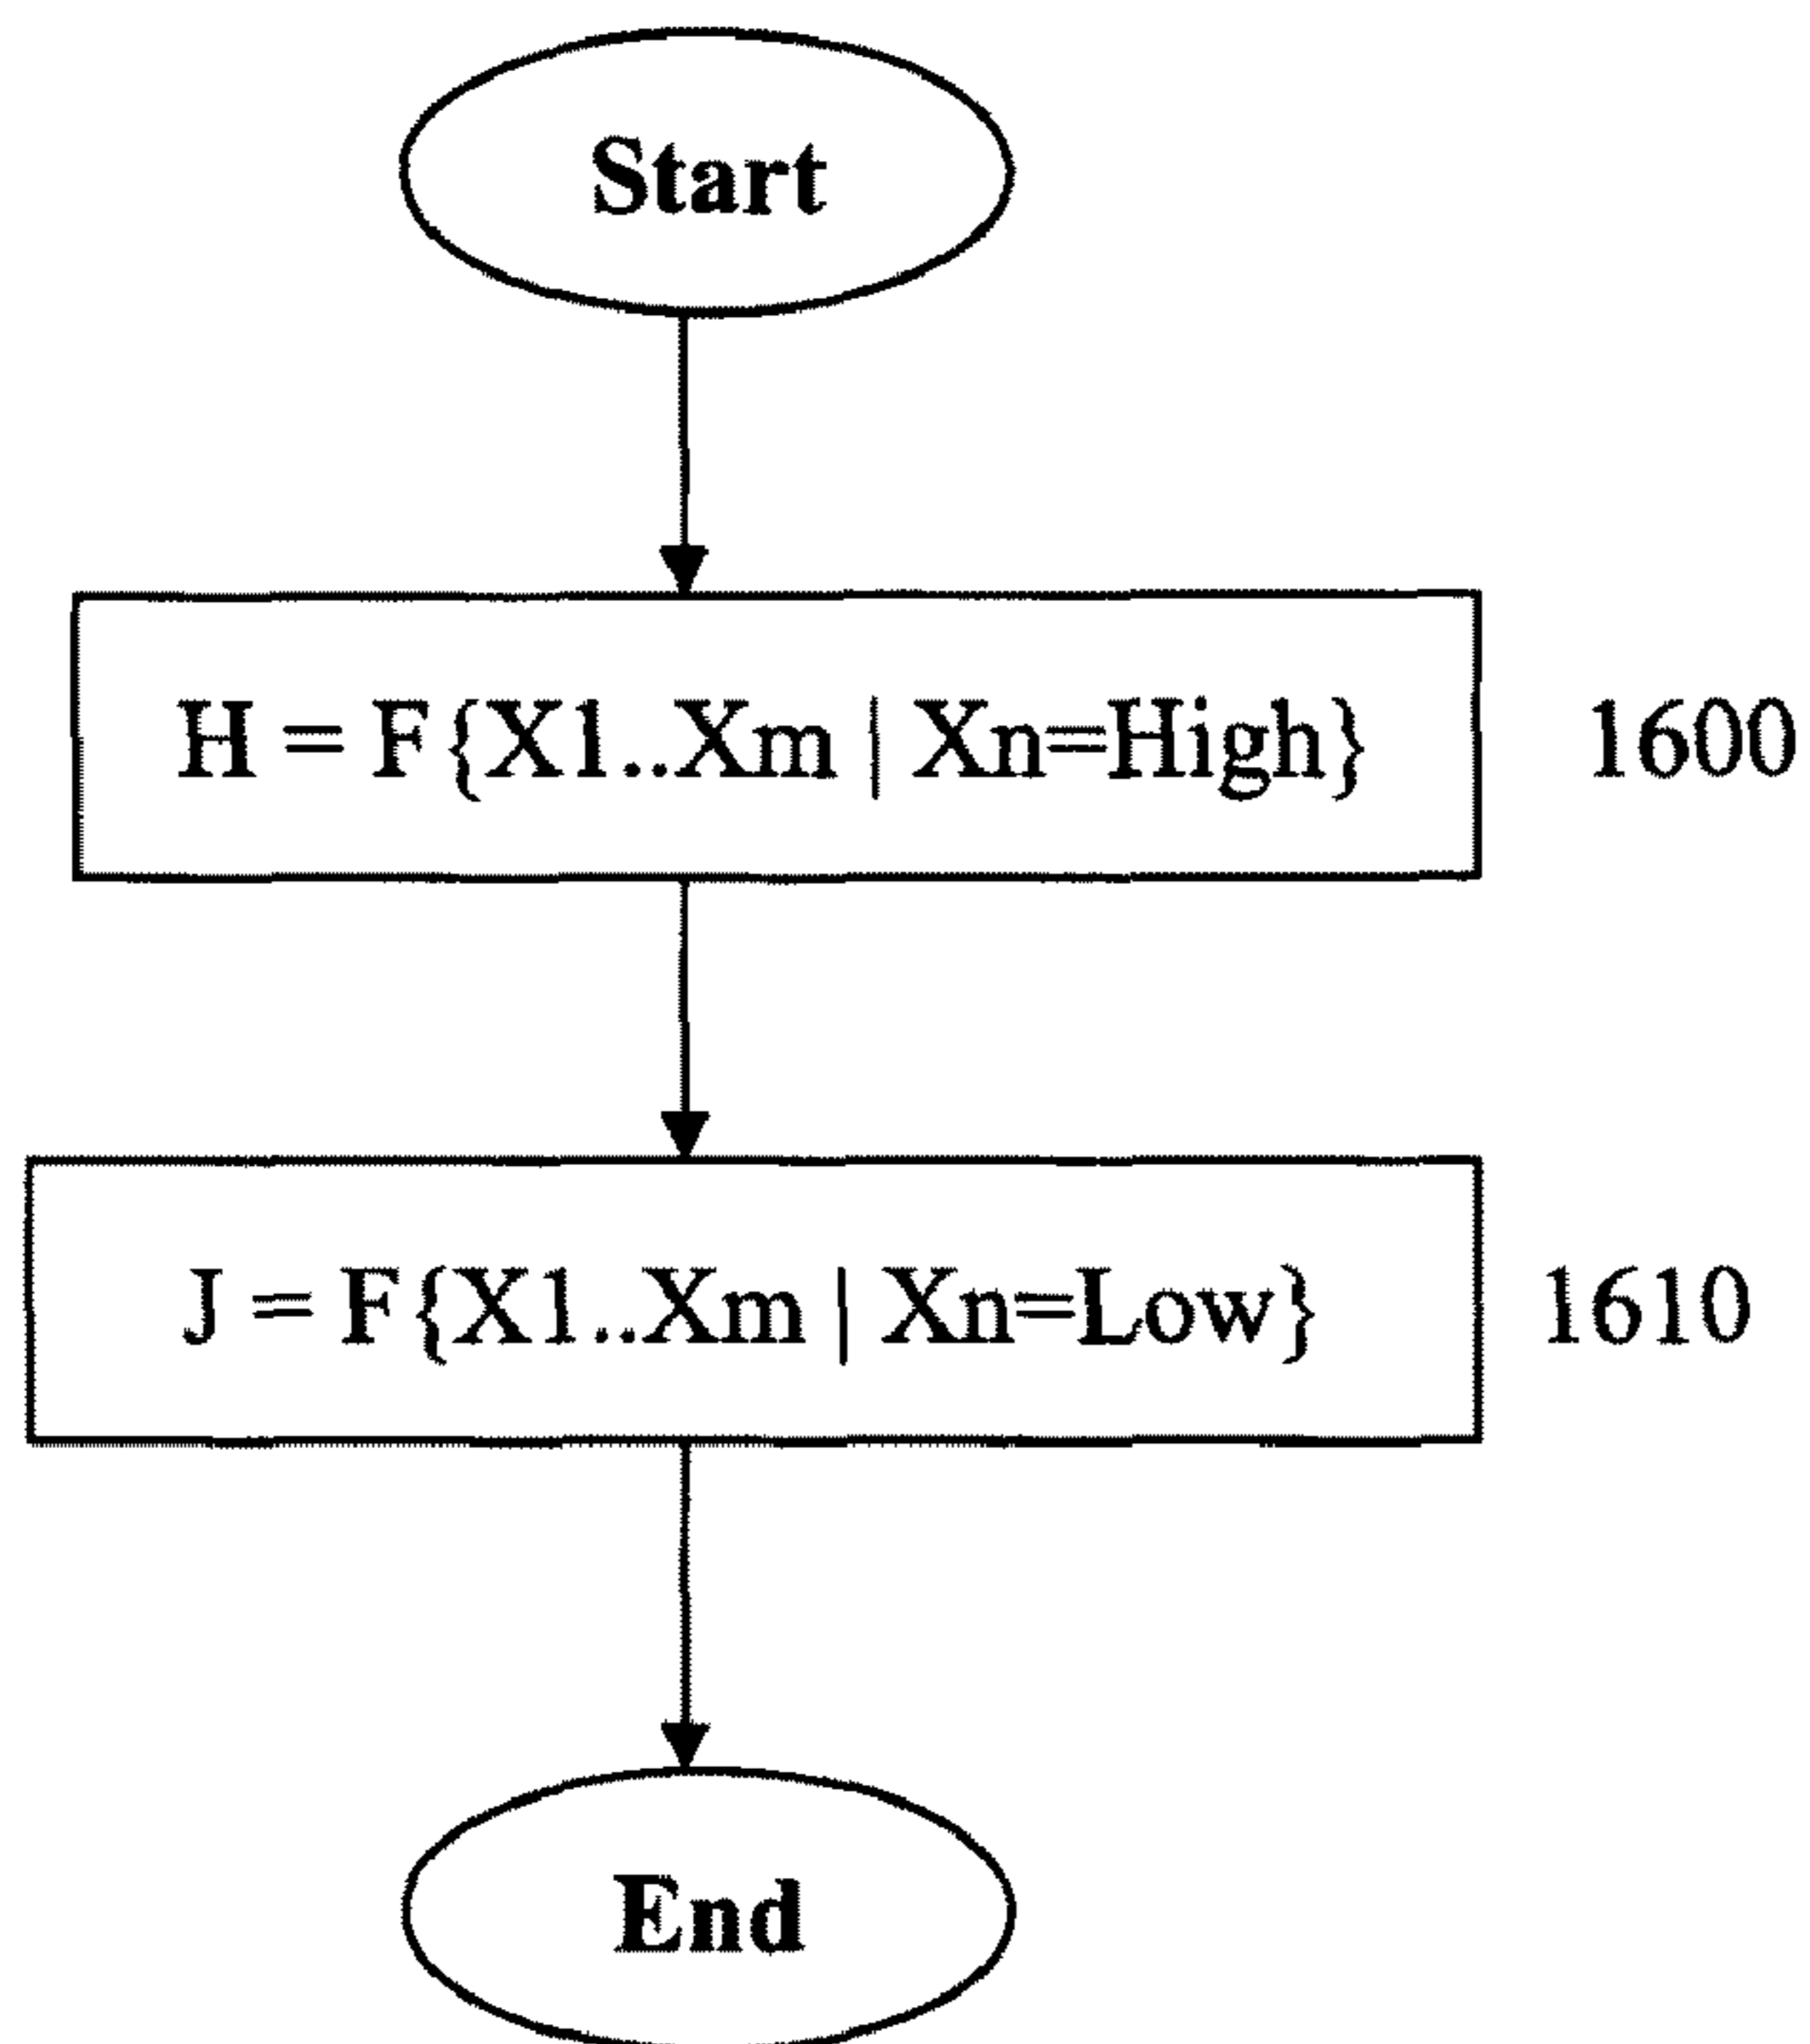 Start
H = F{X1..Xm | Xn=High} 1600
J = F{X1..Xm | Xn=Low} 1610
End